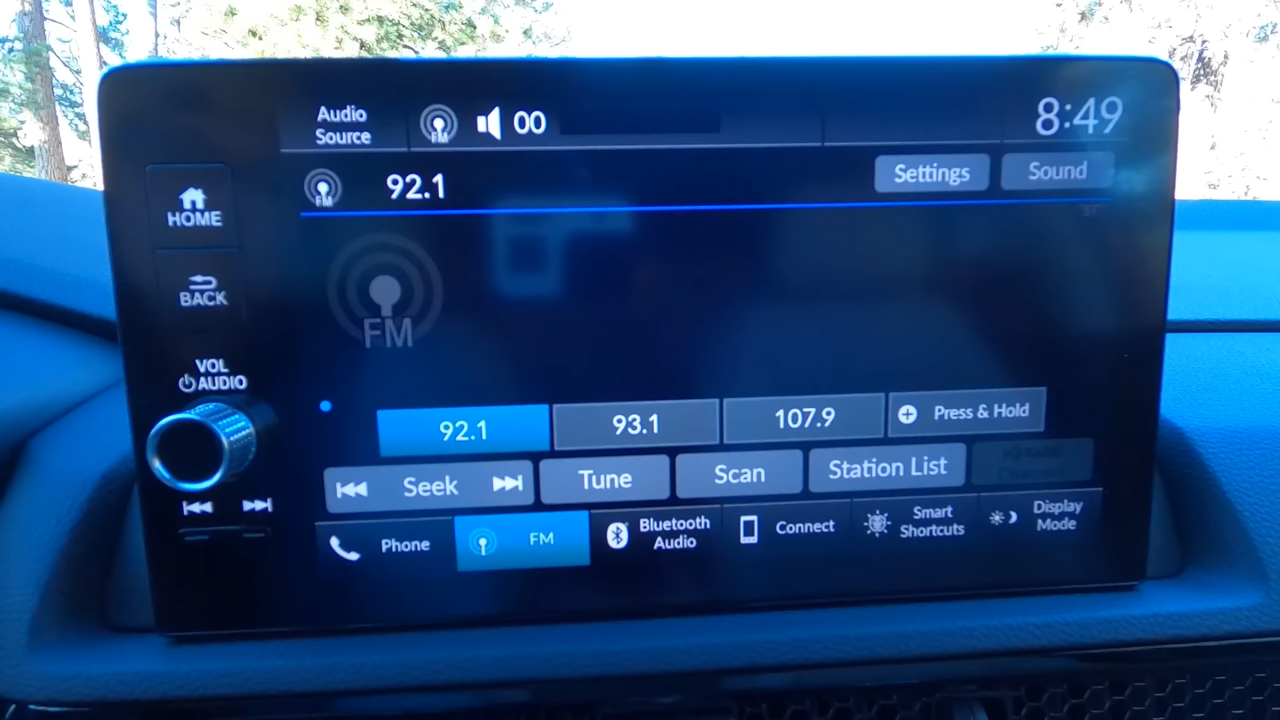 Audio
Source
FM
00
8:49
FM
92.1
Settings
Sound
HOME
BACK
FM
VOL
AUDIO
92.1
93.1
107.9
Press & Hold
Seek
Tune
Scan
Station List
Phone
FM
Bluetooth
Audio
Connect
Smart
Shortcuts
Display
Mode